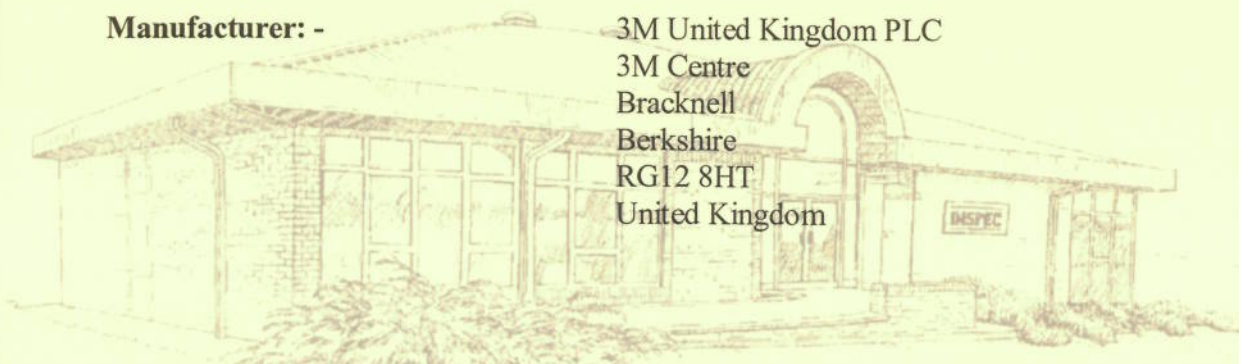 Manufacturer: - 3M United Kingdom PLC
3M Centre
Bracknell
Berkshire
RG12 8HT
United Kingdom
INSPEC